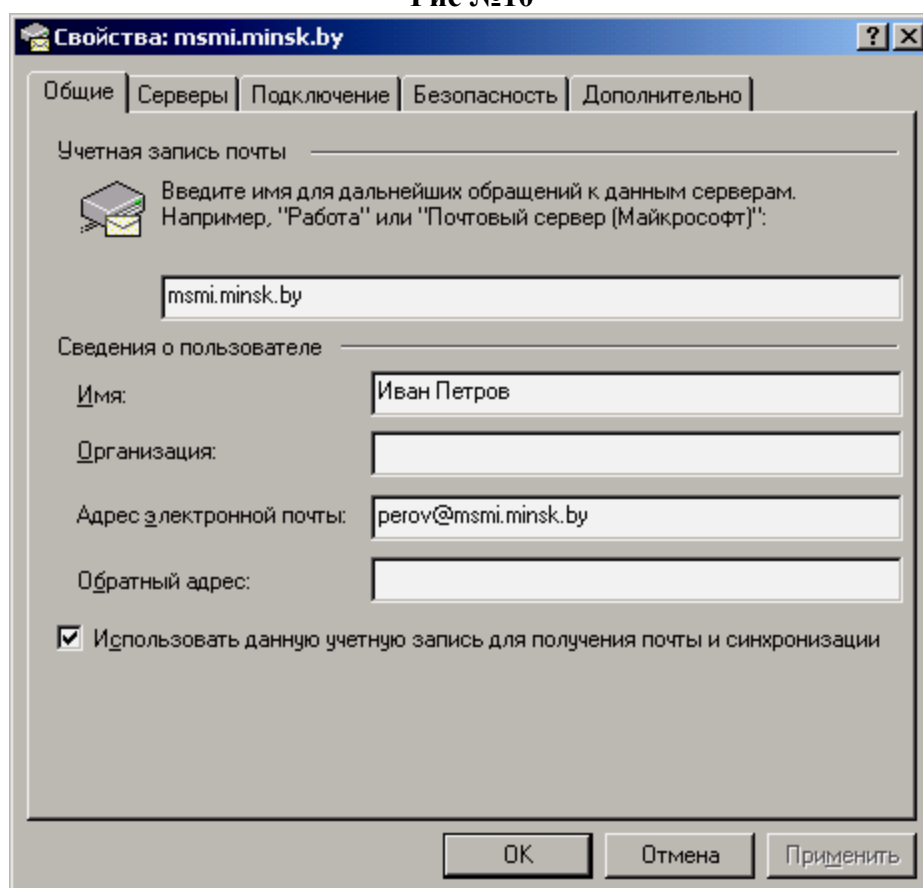 Рис №10
Свойства: msmi.minsk.by
Общие Серверы Подключение Безопасность Дополнительно
Учетная запись почты
Введите имя для дальнейших обращений к данным серверам.
Например, "Работа" или "Почтовый сервер (Майкрософт)":
msmi.minsk.by
Сведения о пользователе
Имя: Иван Петров
Организация:
Адрес электронной почты: perov@msmi.minsk.by
Обратный адрес:
Использовать данную учетную запись для получения почты и синхронизации
OK Отмена Применить